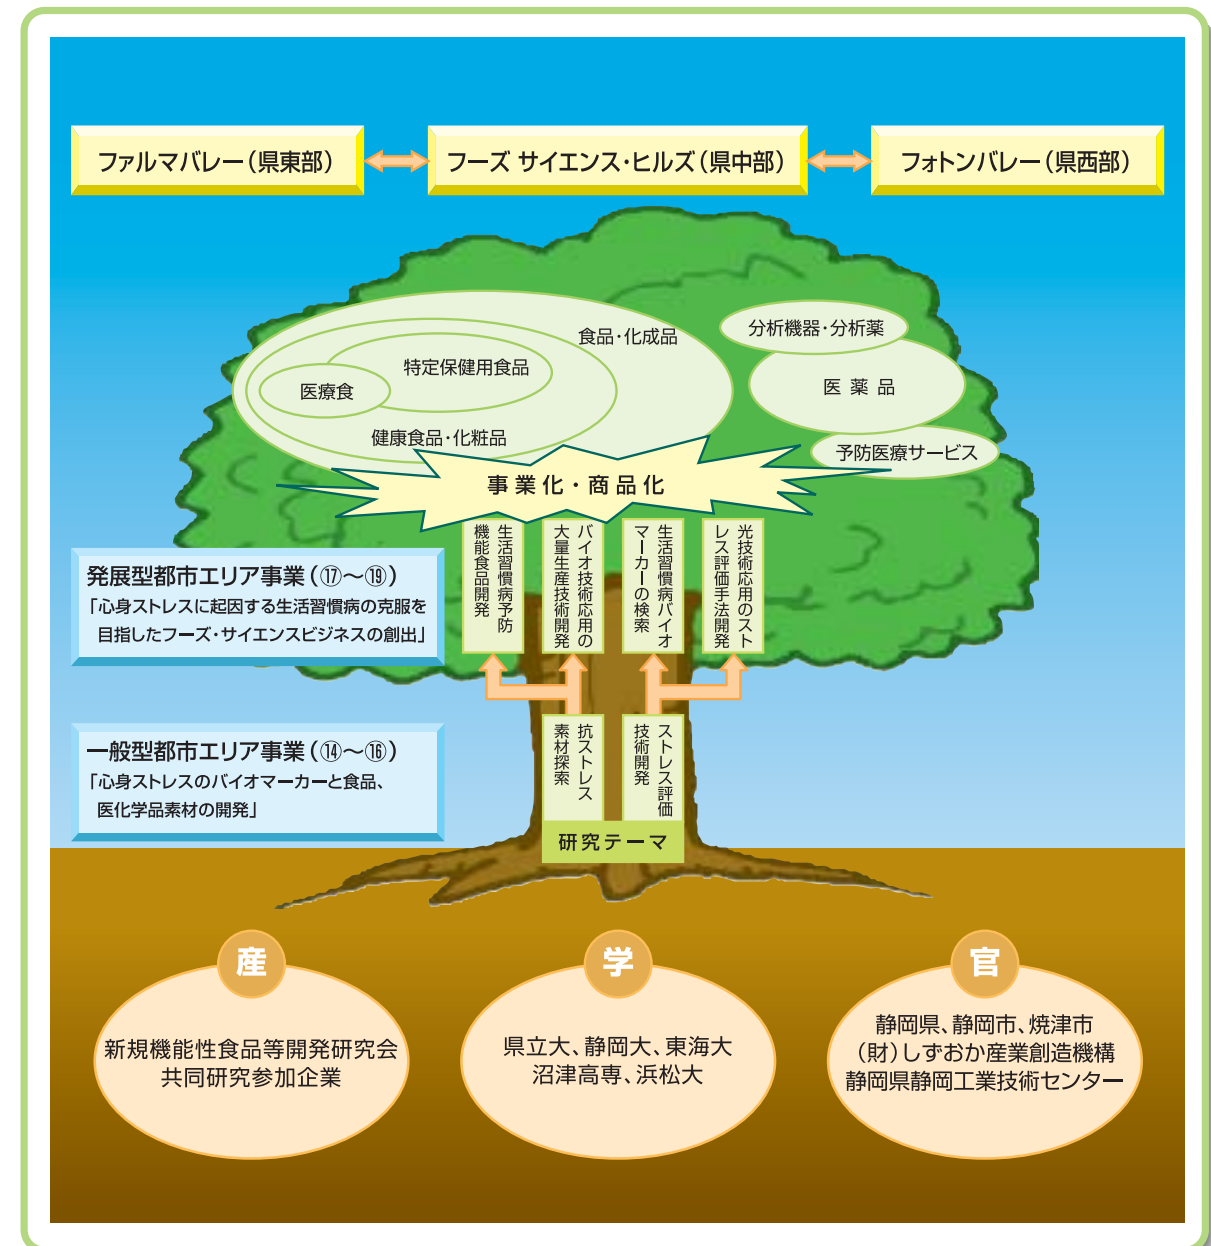 ファルマバレー（県東部）
フーズ サイエンス・ヒルズ（県中部）
フォトンバレー（県西部）
食品・化成品
特定保健用食品
医療食
健康食品・化粧品
分析機器・分析薬
医薬品
予防医療サービス
事業化・商品化
生活習慣病予防
機能食品開発
バイオ技術応用の
大量生産技術開発
生活習慣病バイオ
マーカーの検索
光技術応用のスト
レス評価手法開発
発展型都市エリア事業（⑰〜⑲）
「心身ストレスに起因する生活習慣病の克服を
目指したフーズ・サイエンスビジネスの創出」
一般型都市エリア事業（⑭〜⑯）
「心身ストレスのバイオマーカーと食品、
医化学品素材の開発」
抗ストレス
素材探索
ストレス評価
技術開発
研究テーマ
産
新規機能性食品等開発研究会
共同研究参加企業
学
県立大、静岡大、東海大
沼津高専、浜松大
官
静岡県、静岡市、焼津市
（財）しずおか産業創造機構
静岡県静岡工業技術センター